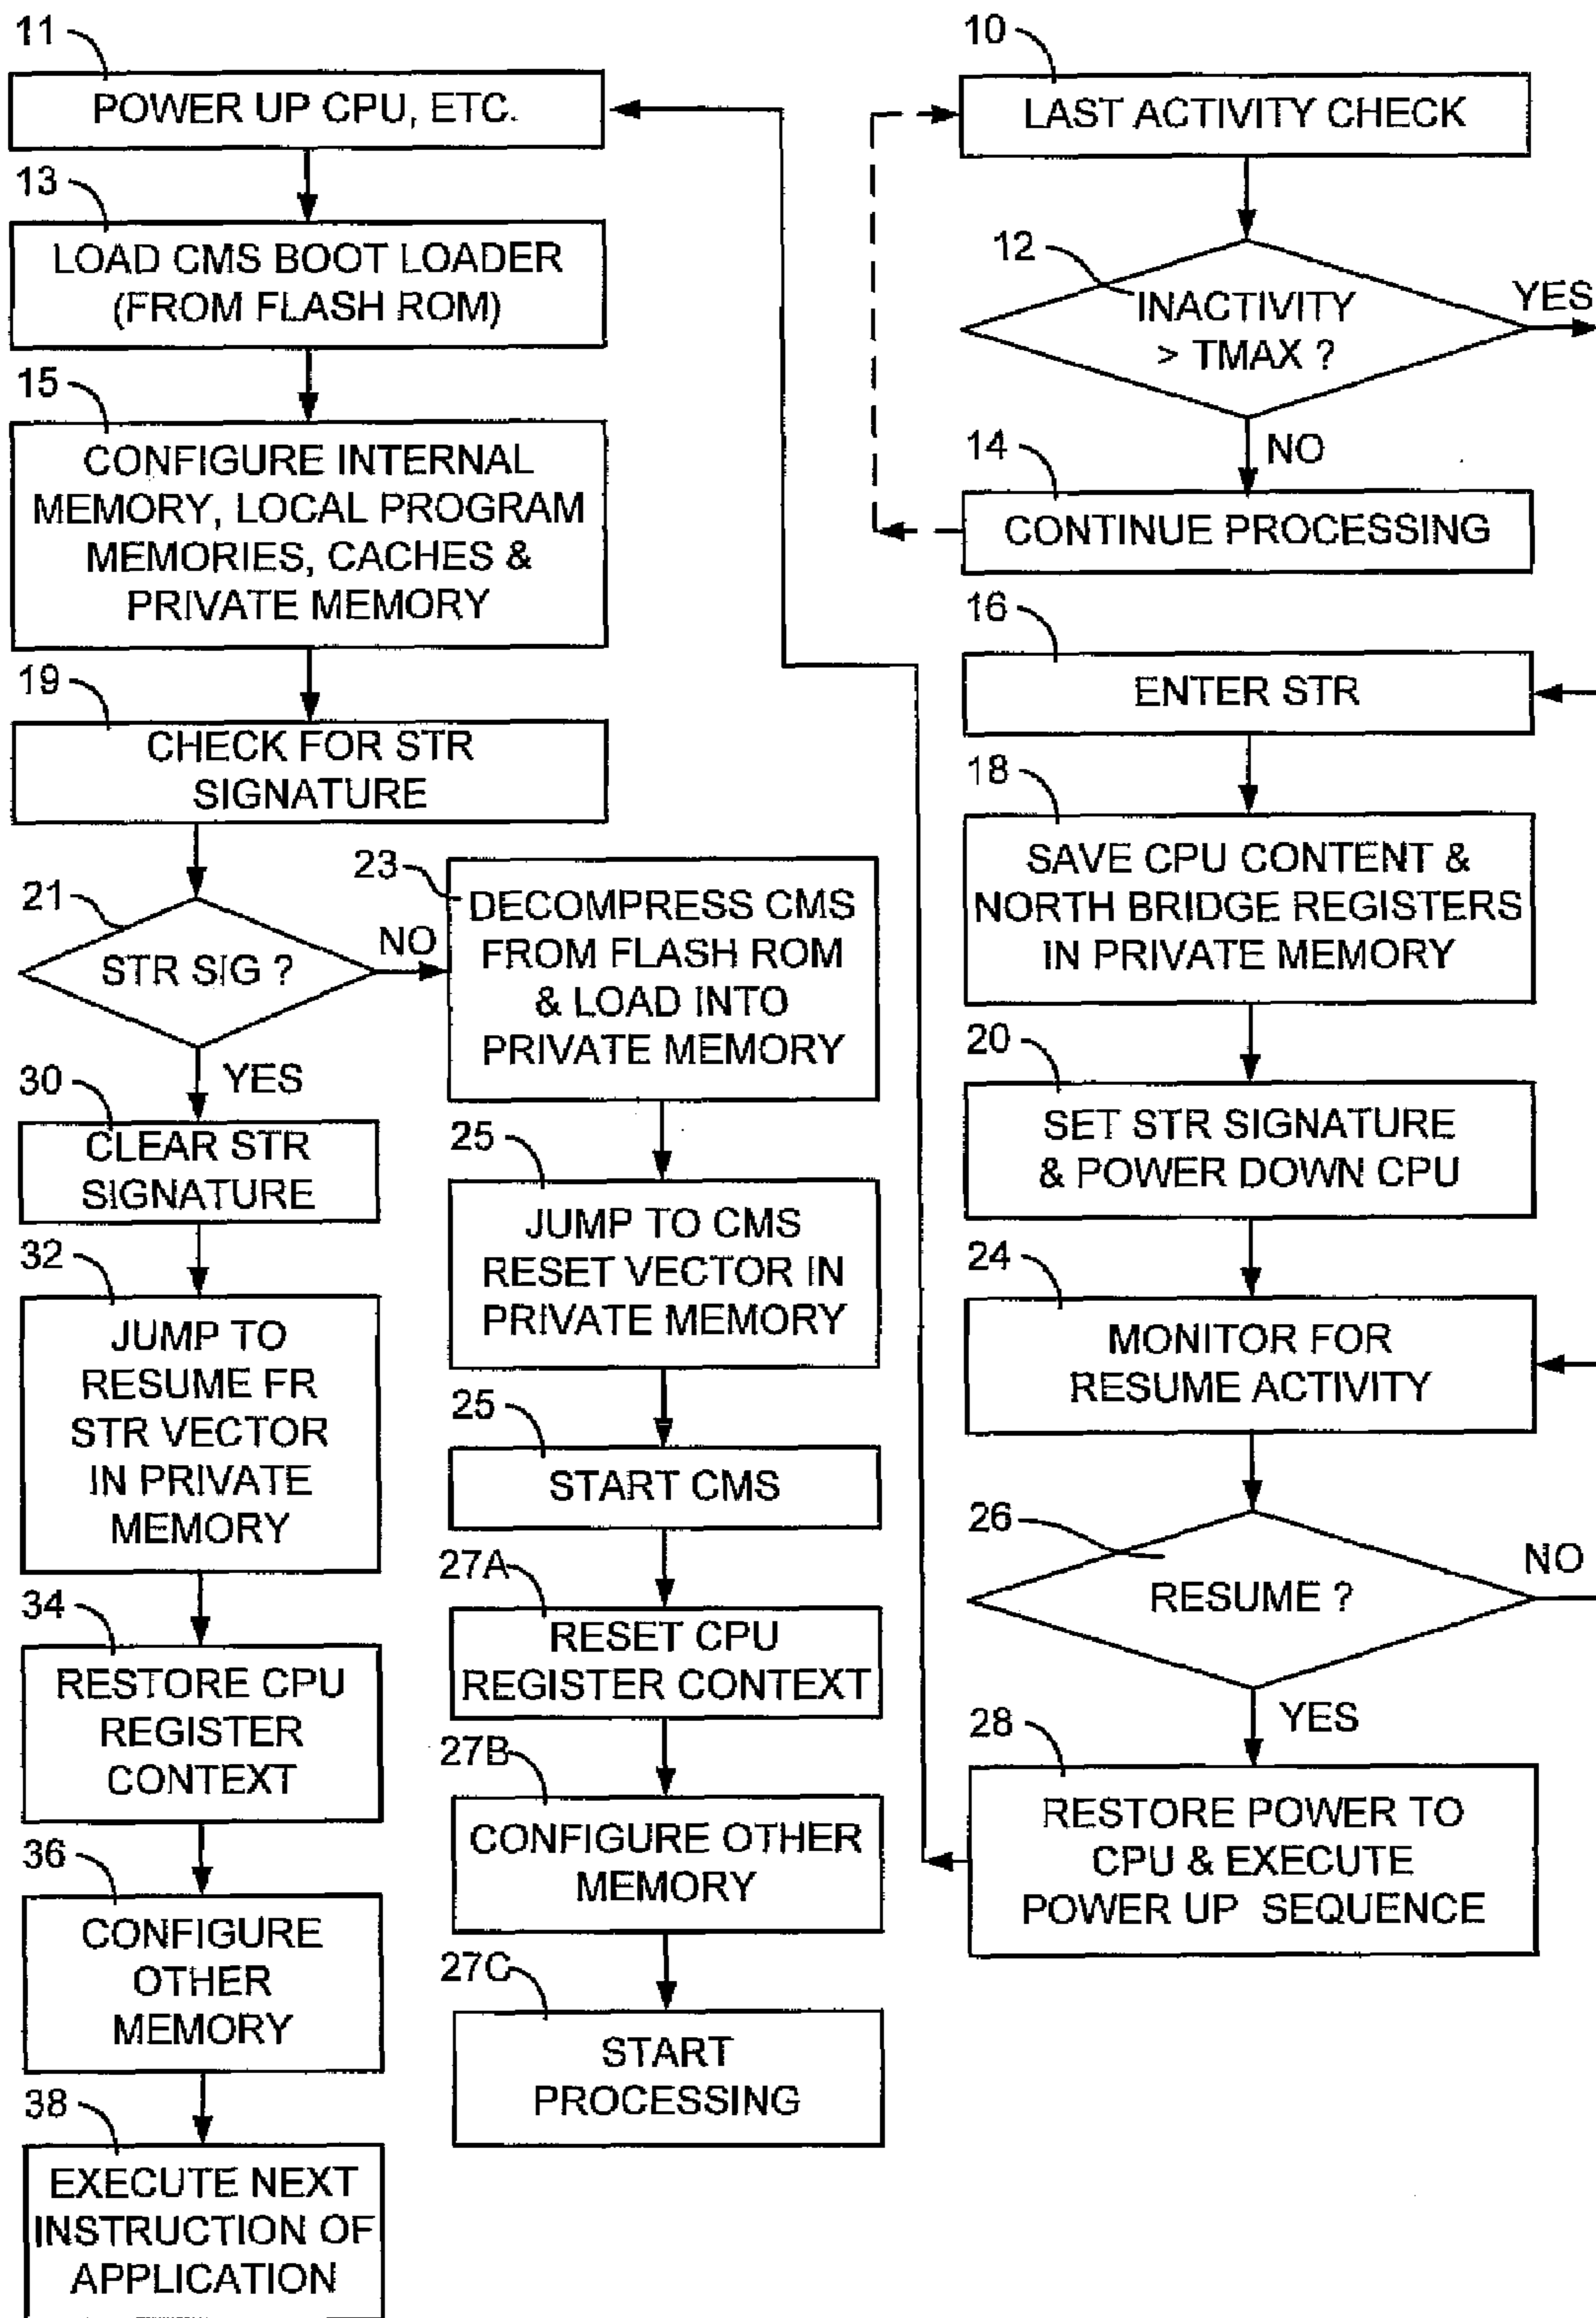 11
POWER UP CPU, ETC.
13
LOAD CMS BOOT LOADER
(FROM FLASH ROM)
15
CONFIGURE INTERNAL
MEMORY, LOCAL PROGRAM
MEMORIES, CACHES &
PRIVATE MEMORY
19
CHECK FOR STR
SIGNATURE
21
STR SIG ?
NO
YES
30
CLEAR STR
SIGNATURE
32
JUMP TO
RESUME FR
STR VECTOR
IN PRIVATE
MEMORY
34
RESTORE CPU
REGISTER
CONTEXT
36
CONFIGURE
OTHER
MEMORY
38
EXECUTE NEXT
INSTRUCTION OF
APPLICATION
23
DECOMPRESS CMS
FROM FLASH ROM
& LOAD INTO
PRIVATE MEMORY
25
JUMP TO CMS
RESET VECTOR IN
PRIVATE MEMORY
25
START CMS
27A
RESET CPU
REGISTER CONTEXT
27B
CONFIGURE OTHER
MEMORY
27C
START
PROCESSING
10
LAST ACTIVITY CHECK
12
INACTIVITY
> TMAX ?
YES
NO
14
CONTINUE PROCESSING
16
ENTER STR
18
SAVE CPU CONTENT &
NORTH BRIDGE REGISTERS
IN PRIVATE MEMORY
20
SET STR SIGNATURE
& POWER DOWN CPU
24
MONITOR FOR
RESUME ACTIVITY
26
RESUME ?
NO
YES
28
RESTORE POWER TO
CPU & EXECUTE
POWER UP SEQUENCE